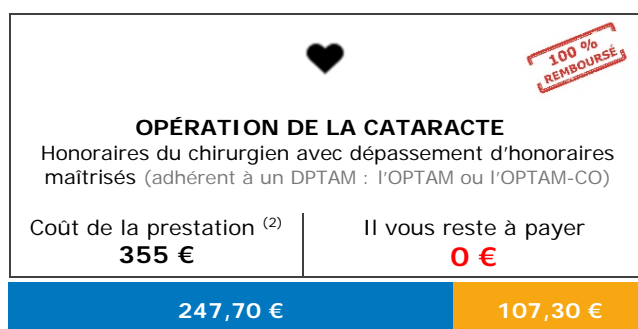 100 %
REMBOURSÉ
OPÉRATION DE LA CATARACTE
Honoraires du chirurgien avec dépassement d'honoraires
maîtrisés (adhérent à un DPTAM : l'OPTAM ou l'OPTAM-CO)
Coût de la prestation (2)
355 €
Il vous reste à payer
0 €
247,70 €
107,30 €